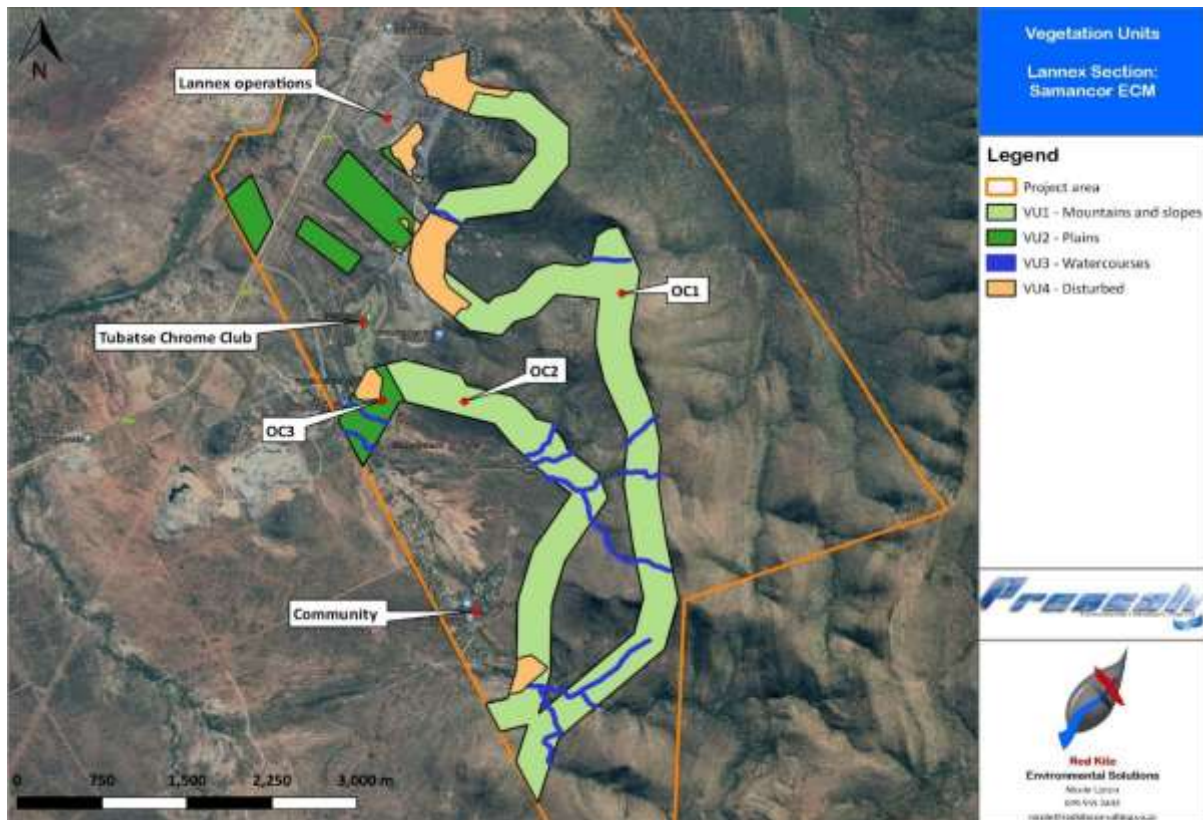 Vegetation Units
Lannex Section:
Samancor ECM
Legend
Project area
VU1 - Mountains and slopes
VU2 - Plains
VU3 - Watercourses
VU4 - Disturbed
N
Lannex operations
OC1
Tubatse Chrome Club
OC2
OC3
Community
0 750 1,500 2,250 3,000 m
Red Kite
Environmental Solutions